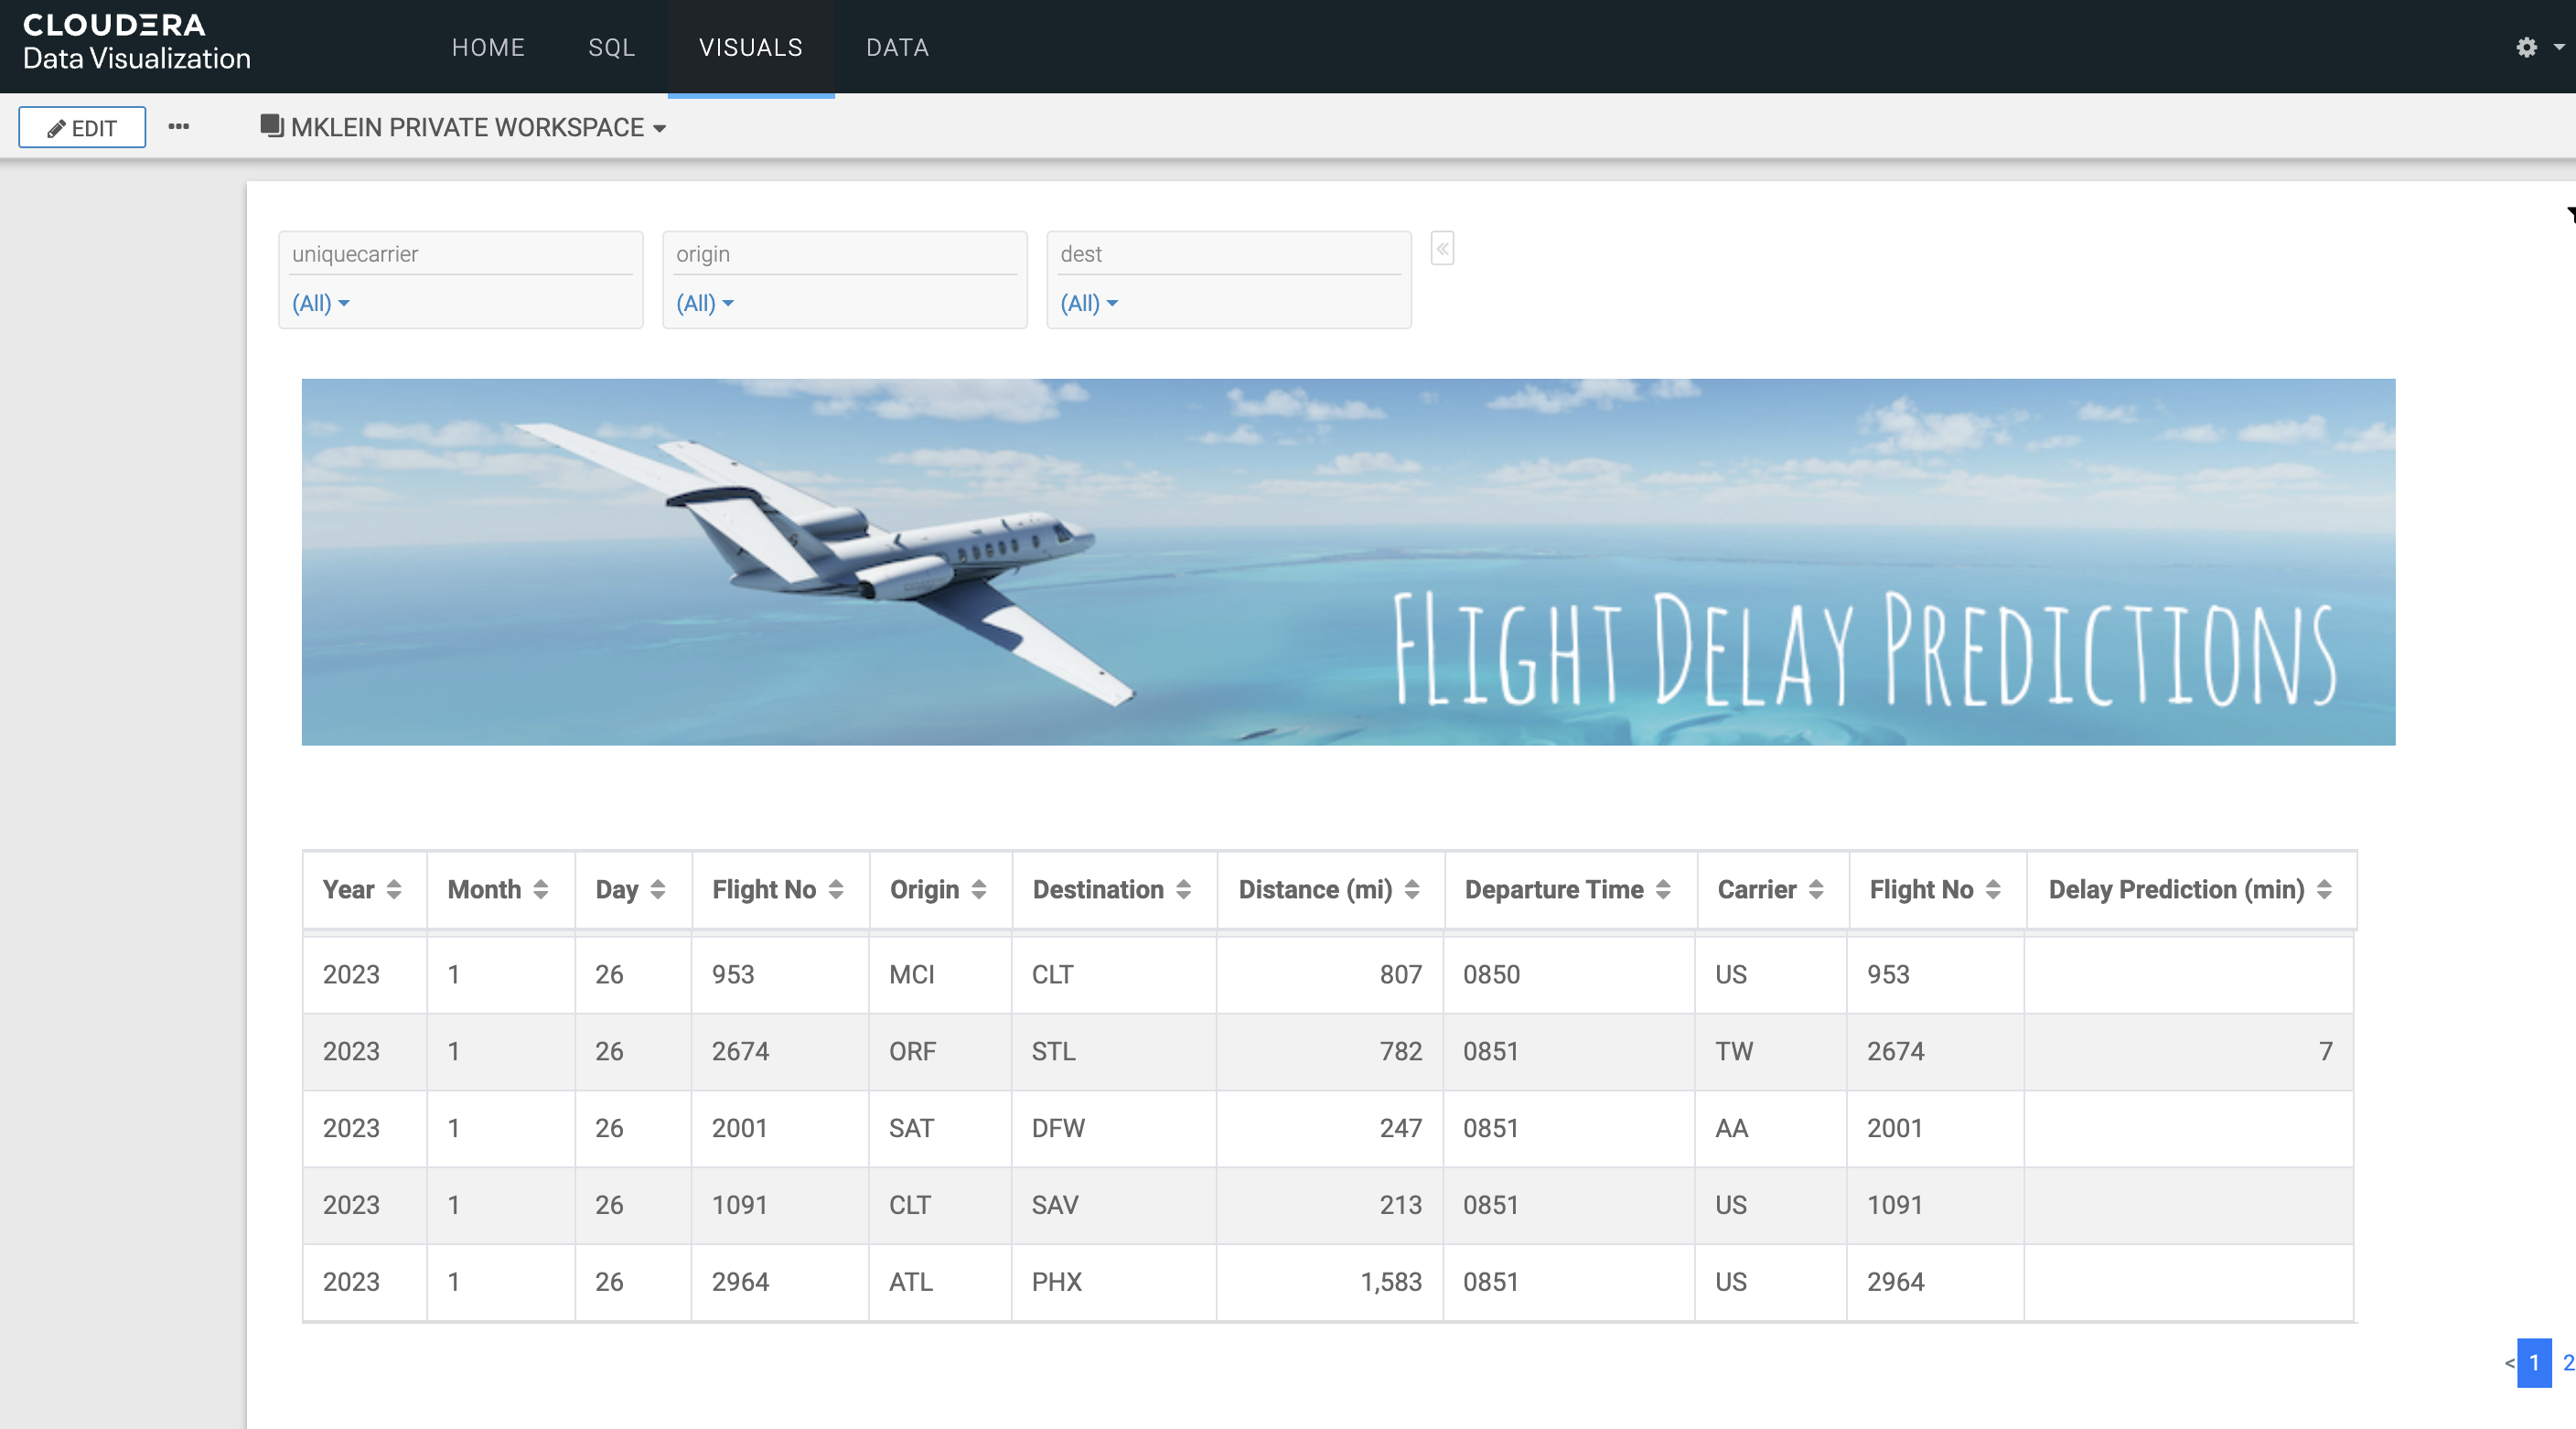 CLOUDERA
Data Visualization
HOME SQL VISUALS DATA
EDIT ••• MKLEIN PRIVATE WORKSPACE
uniquecarrier origin dest
(All) (All) (All)
FLIGHT DELAY PREDICTIONS
Year Month Day Flight No Origin Destination Distance (mi) Departure Time Carrier Flight No Delay Prediction (min)
2023 1 26 953 MCI CLT 807 0850 US 953
2023 1 26 2674 ORF STL 782 0851 TW 2674 7
2023 1 26 2001 SAT DFW 247 0851 AA 2001
2023 1 26 1091 CLT SAV 213 0851 US 1091
2023 1 26 2964 ATL PHX 1,583 0851 US 2964
< 1 2